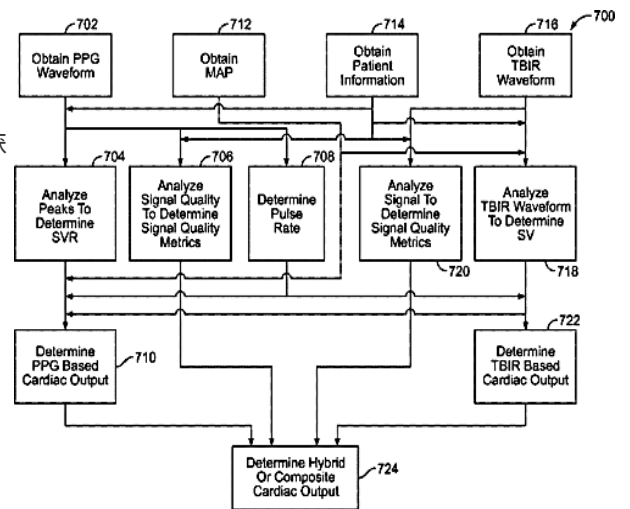 702
712
714
716
700
Obtain PPG
Waveform
Obtain
MAP
Obtain
Patient
Information
Obtain
TBIR
Waveform
704
706
708
Analyze
Peaks To
Determine
SVR
Analyze
Signal Quality
To Determine
Signal Quality
Metrics
Determine
Pulse
Rate
Analyze
Signal To
Determine
Signal Quality
Metrics
720
Analyze
TBIR Waveform
To Determine
SV
718
Determine
PPG Based
Cardiac Output
710
722
Determine
TBIR Based
Cardiac Output
Determine Hybrid
Or Composite
Cardiac Output
724